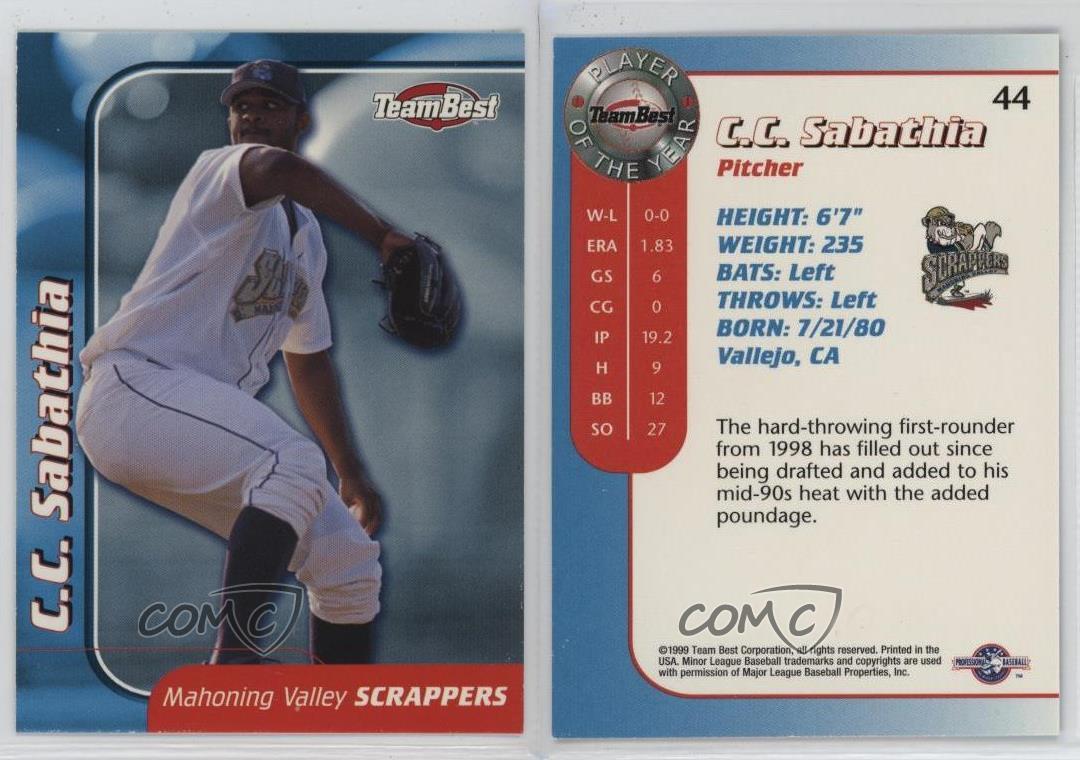 TeamBest
C.C. Sabathia
Mahoning Valley SCRAPPERS
COMC
PLAYER
TeamBest
OF THE YEAR
44
C.C. Sabathia
Pitcher
W-L 0-0
ERA 1.83
GS 6
CG 0
IP 19.2
H 9
BB 12
SO 27
HEIGHT: 6'7"
WEIGHT: 235
BATS: Left
THROWS: Left
BORN: 7/21/80
Vallejo, CA
SCRAPPERS
The hard-throwing first-rounder
from 1998 has filled out since
being drafted and added to his
mid-90s heat with the added
poundage.
COMC
©1999 Team Best Corporation, all rights reserved. Printed in the
USA. Minor League Baseball trademarks and copyrights are used
with permission of Major League Baseball Properties, Inc.
PROFESSIONAL BASEBALL
TM